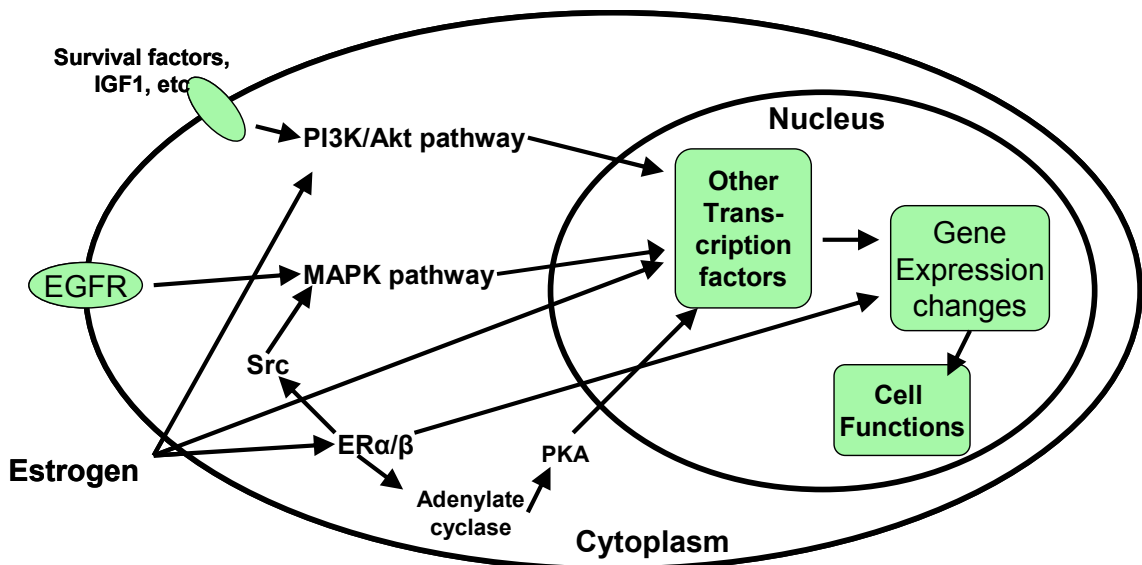 Survival factors,
IGF1, etc
PI3K/Akt pathway
Nucleus
Other
Trans-
cription
factors
Gene
Expression
changes
EGFR
MAPK pathway
Src
Cell
Functions
ERα/β
Estrogen
PKA
Adenylate
cyclase
Cytoplasm